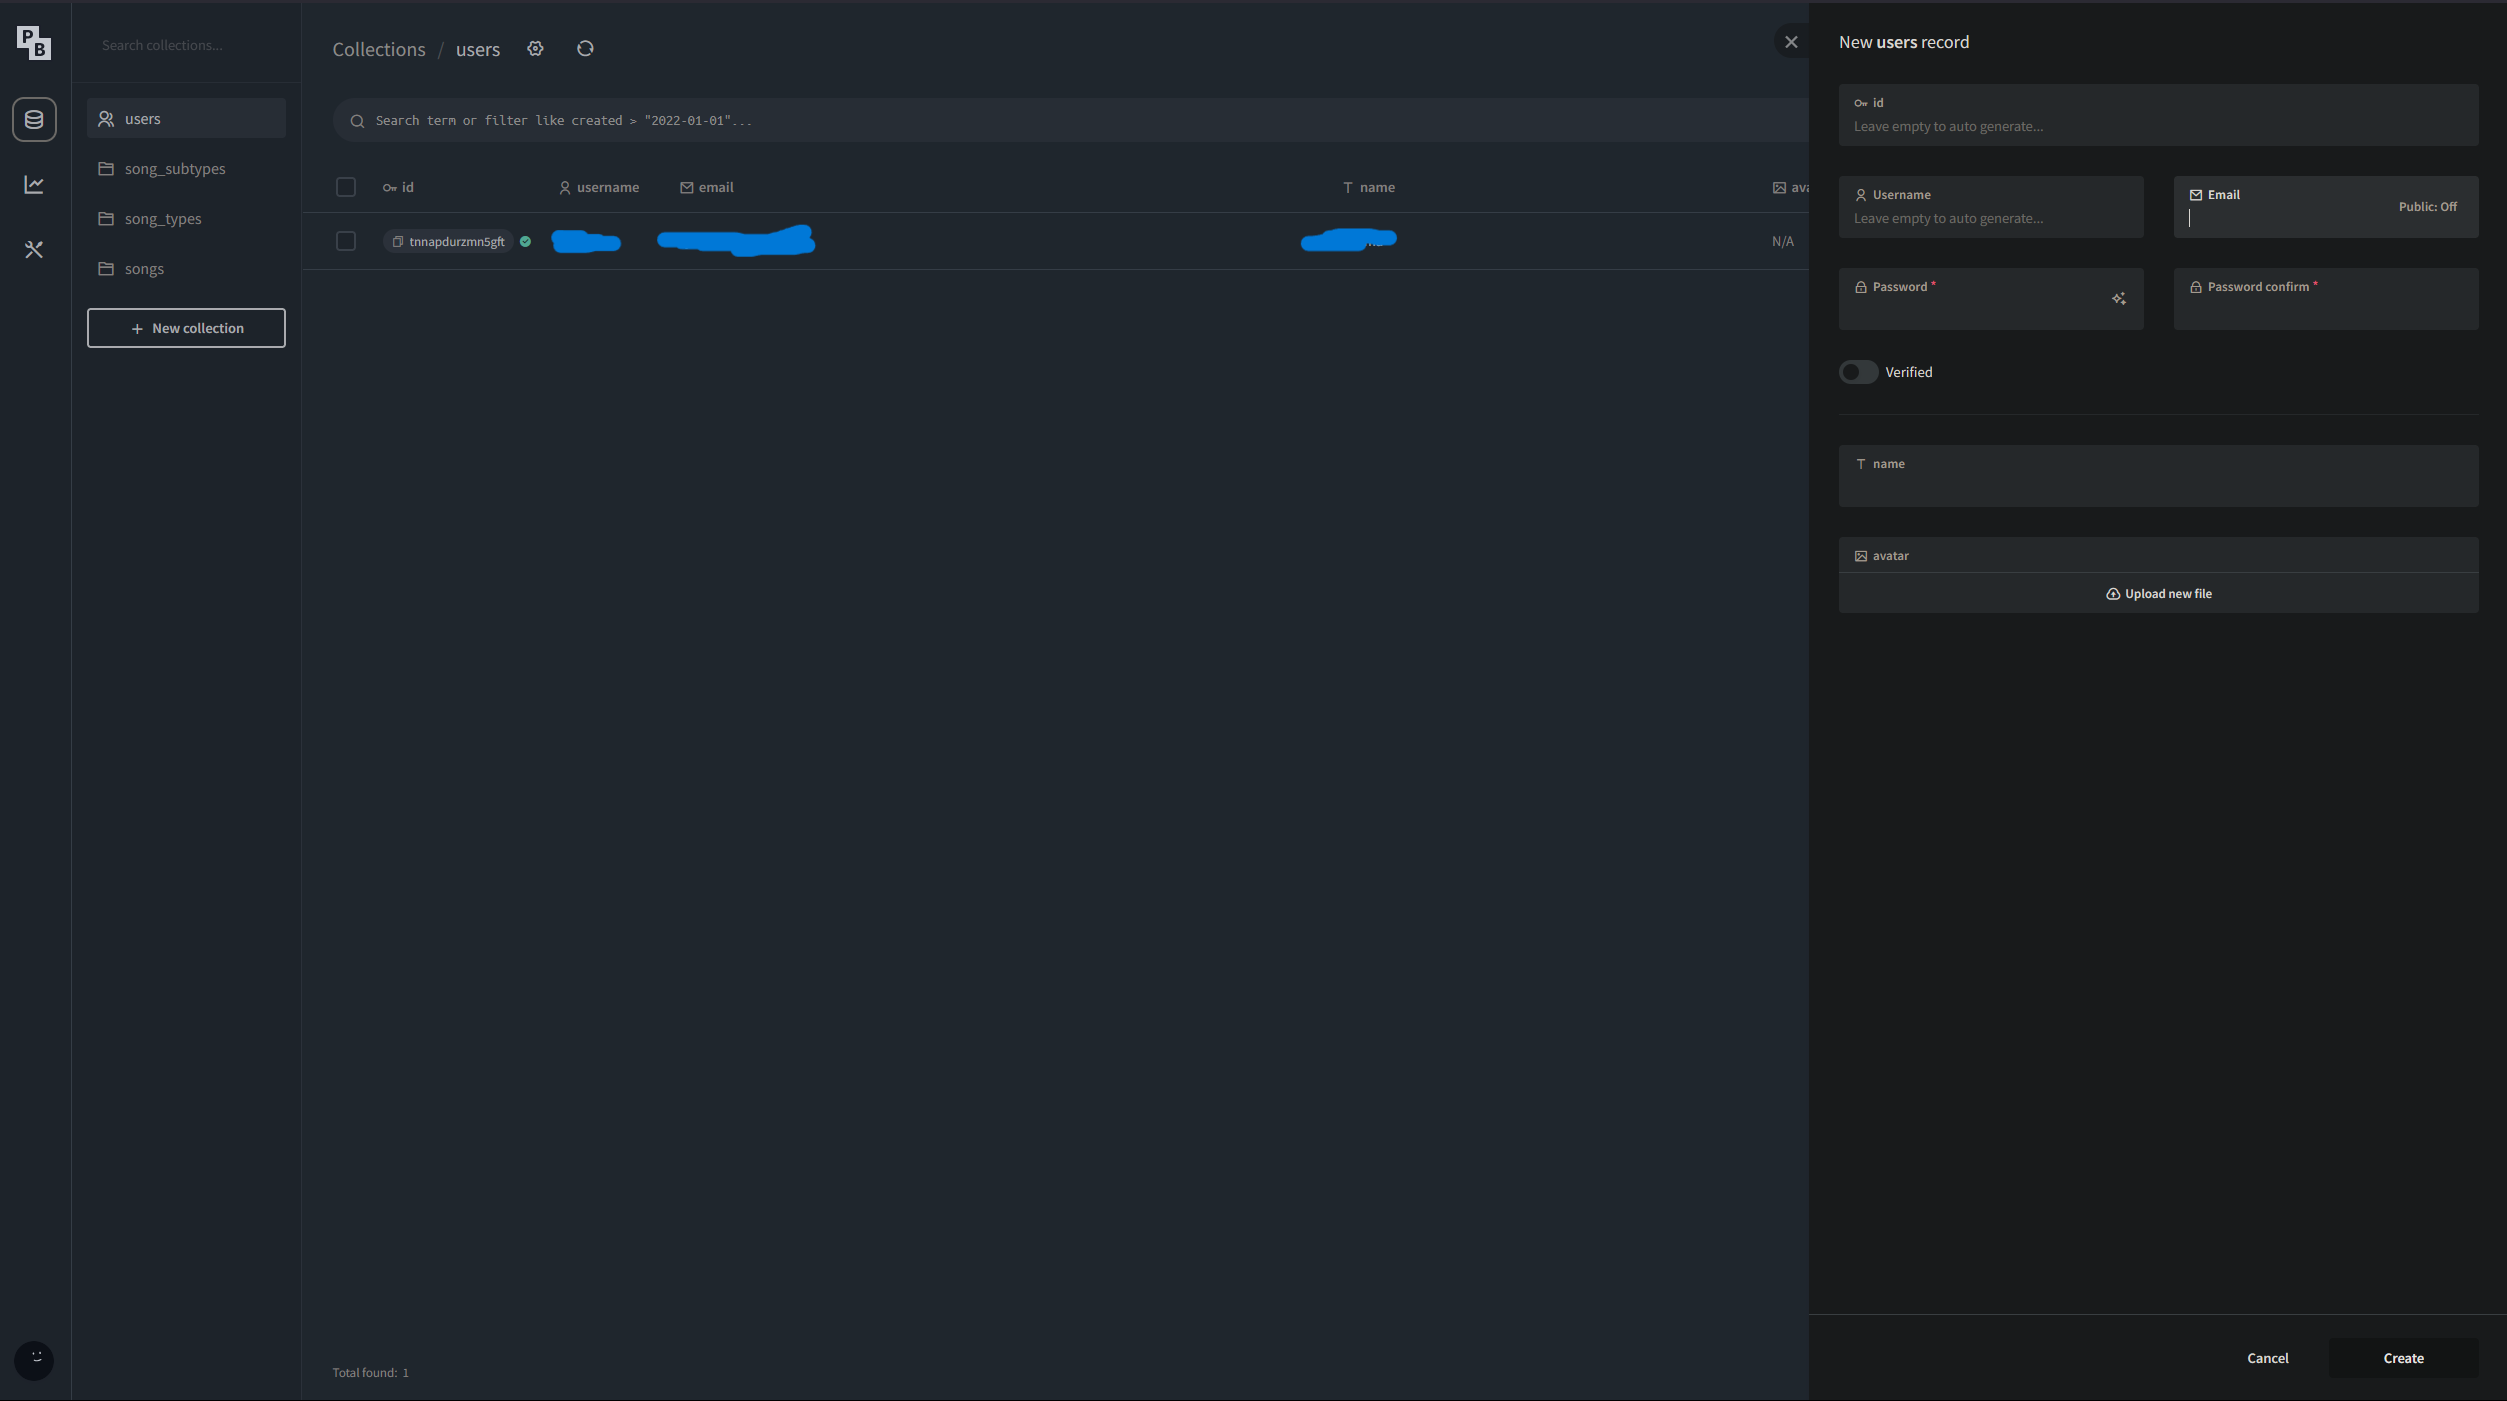 PB
Search collections...
users
song_subtypes
song_types
songs
+ New collection
Collections / users
Search term or filter like created > "2022-01-01"...
id username email name ava
tnnapdurzmn5gft N/A
Total found: 1
New users record
id
Leave empty to auto generate...
Username
Leave empty to auto generate...
Email
Public: Off
Password *
Password confirm *
Verified
name
avatar
Upload new file
Cancel
Create